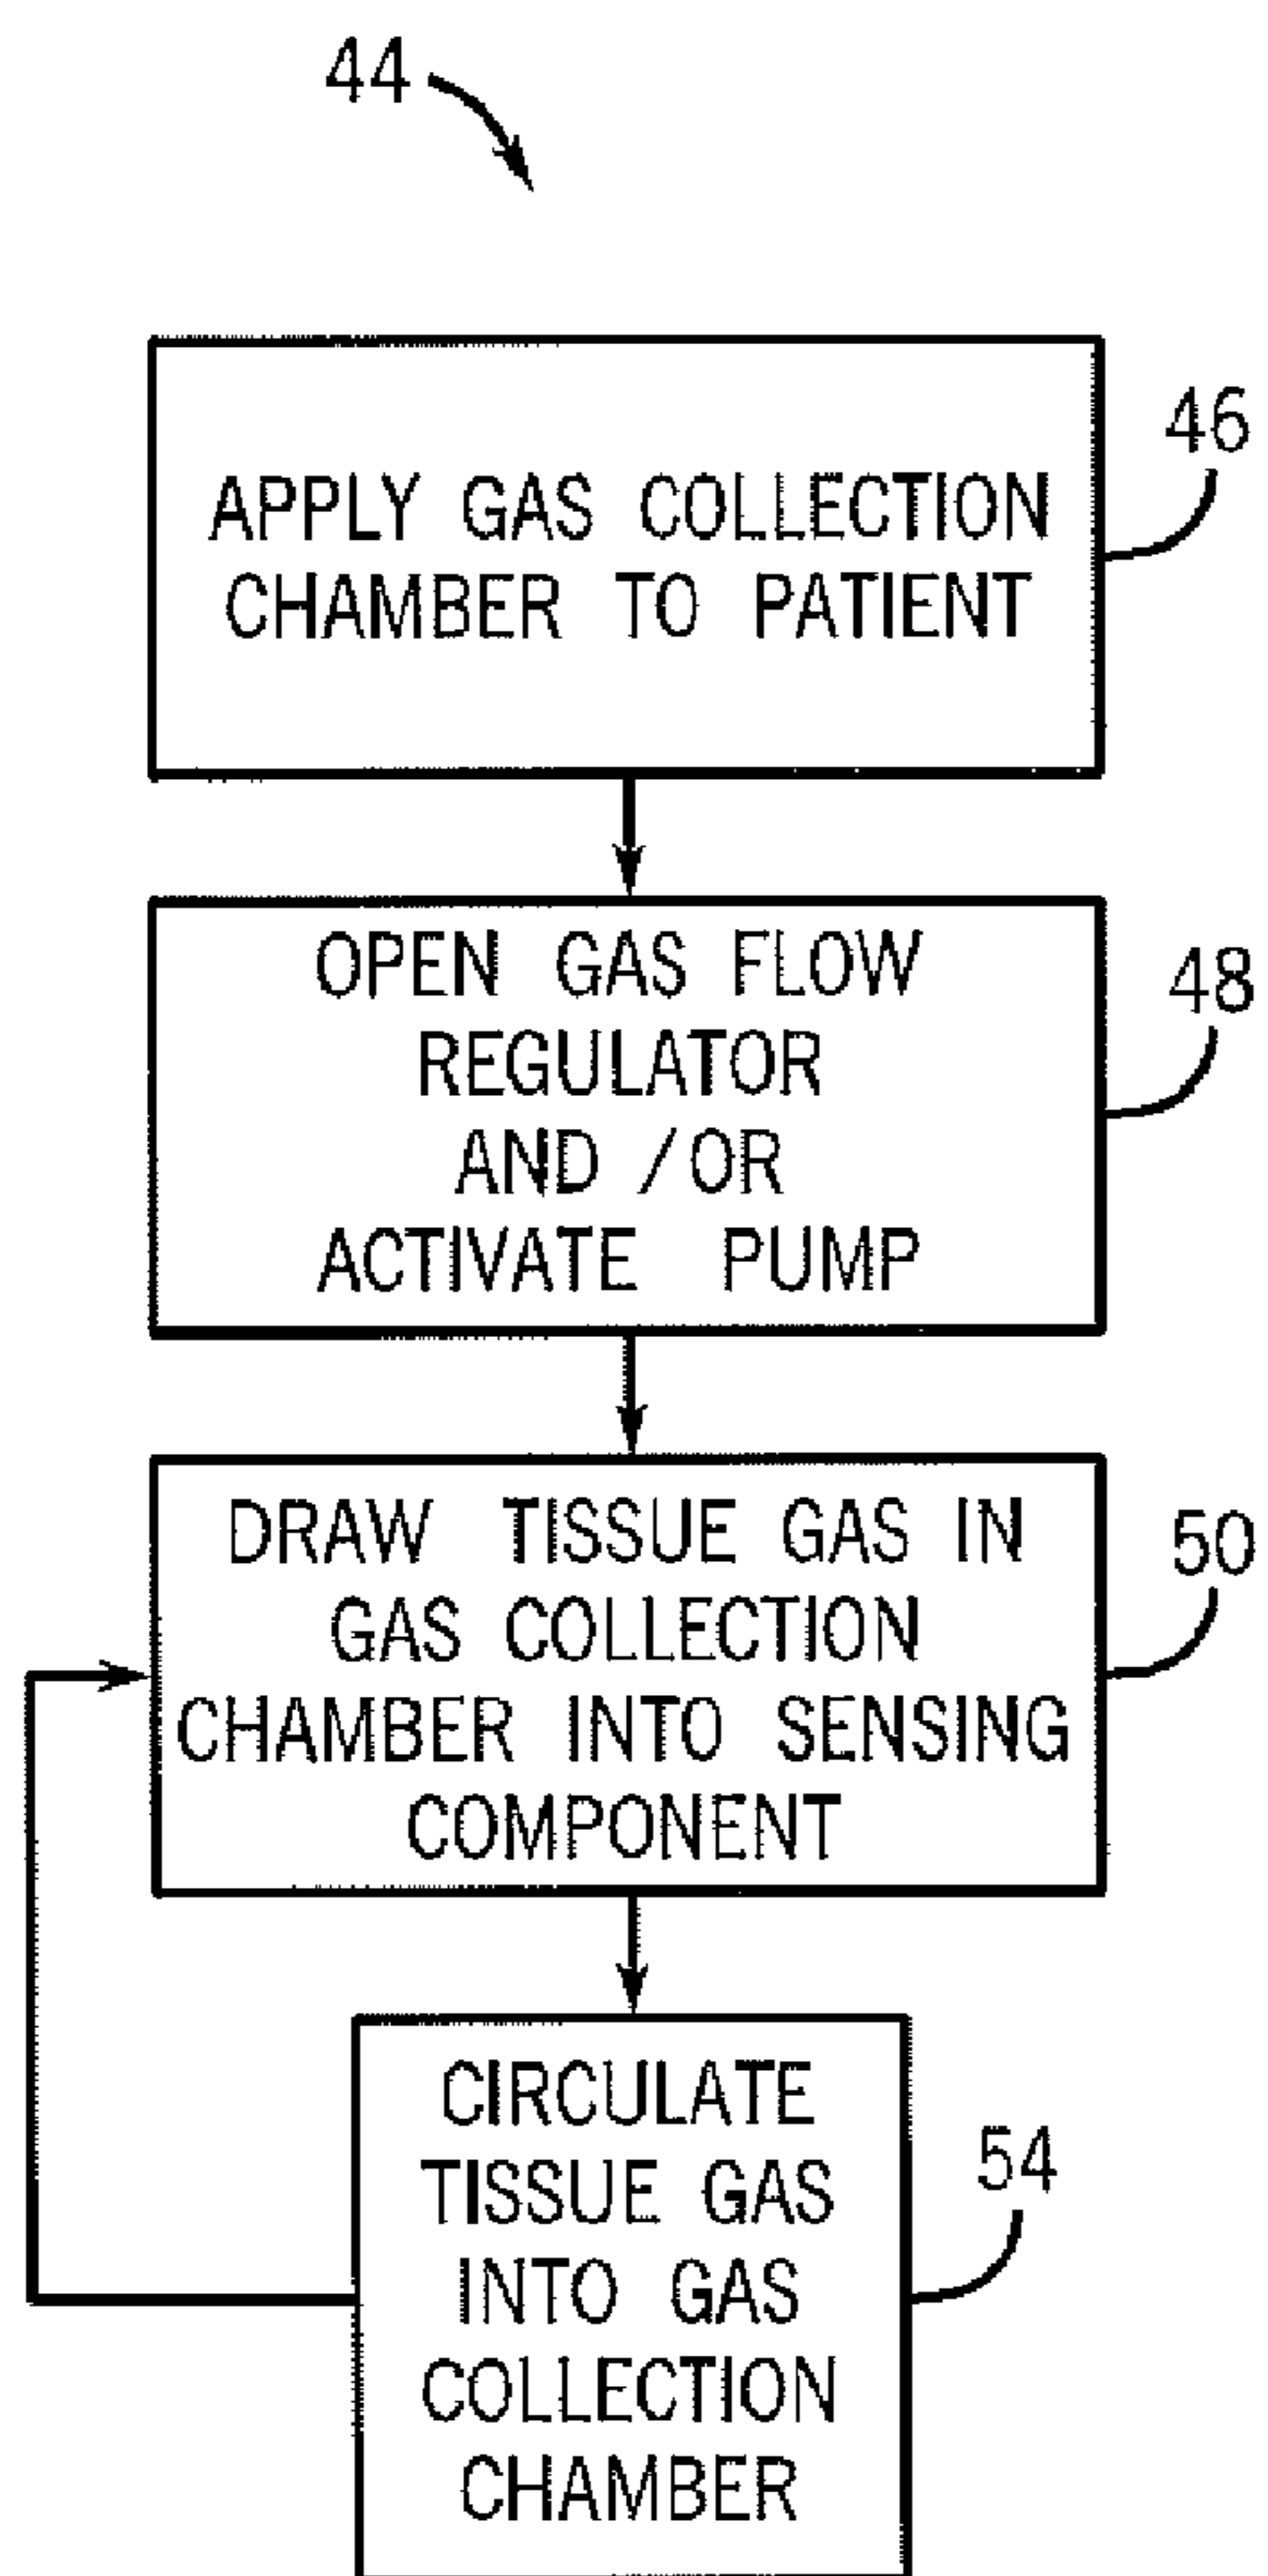 44
APPLY GAS COLLECTION
CHAMBER TO PATIENT
46
OPEN GAS FLOW
REGULATOR
AND /OR
ACTIVATE PUMP
48
DRAW TISSUE GAS IN
GAS COLLECTION
CHAMBER INTO SENSING
COMPONENT
50
CIRCULATE
TISSUE GAS
INTO GAS
COLLECTION
CHAMBER
54